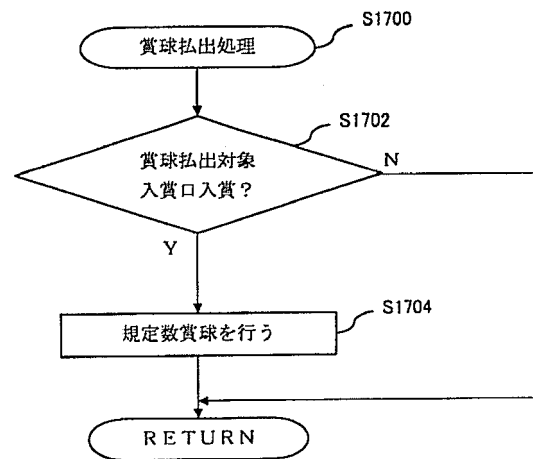 賞球払出処理
S1700
S1702
賞球払出対象
入賞口入賞？
N
Y
S1704
規定数賞球を行う
RETURN